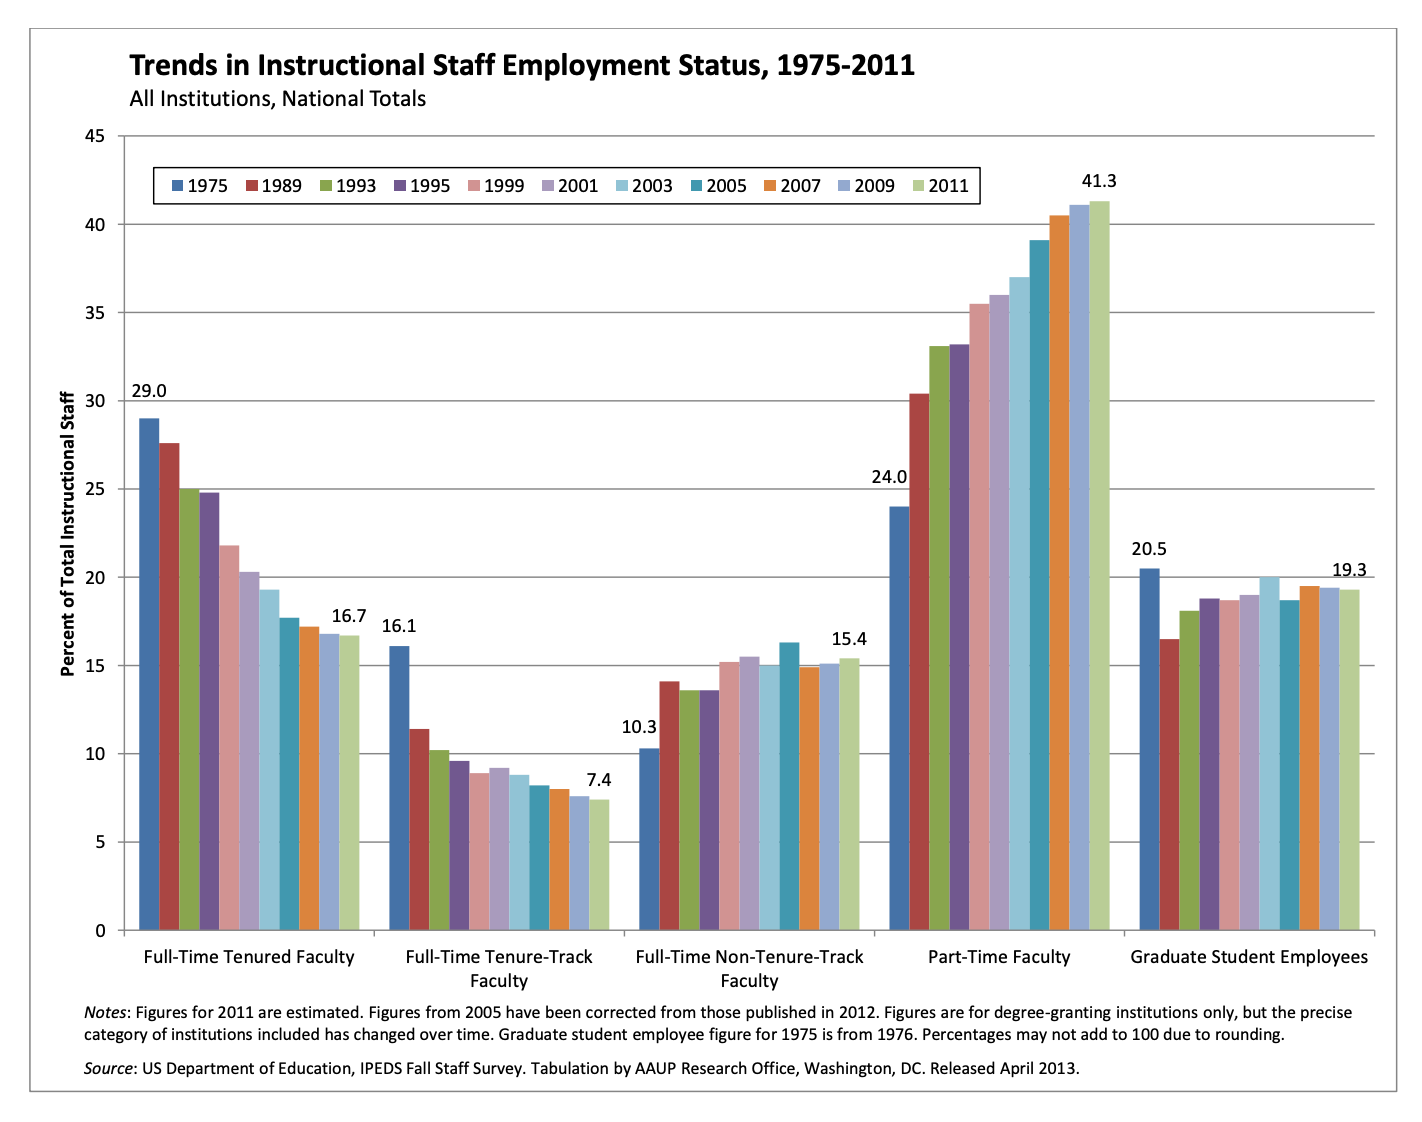 Trends in Instructional Staff Employment Status, 1975-2011
All Institutions, National Totals
45
40
35
30
25
20
15
10
5
0
Percent of Total Instructional Staff
1975 1989 1993 1995 1999 2001 2003 2005 2007 2009 2011
29.0
16.7
16.1
7.4
10.3
15.4
24.0
41.3
20.5
19.3
Full-Time Tenured Faculty
Full-Time Tenure-Track
Faculty
Full-Time Non-Tenure-Track
Faculty
Part-Time Faculty
Graduate Student Employees
Notes: Figures for 2011 are estimated. Figures from 2005 have been corrected from those published in 2012. Figures are for degree-granting institutions only, but the precise
category of institutions included has changed over time. Graduate student employee figure for 1975 is from 1976. Percentages may not add to 100 due to rounding.
Source: US Department of Education, IPEDS Fall Staff Survey. Tabulation by AAUP Research Office, Washington, DC. Released April 2013.